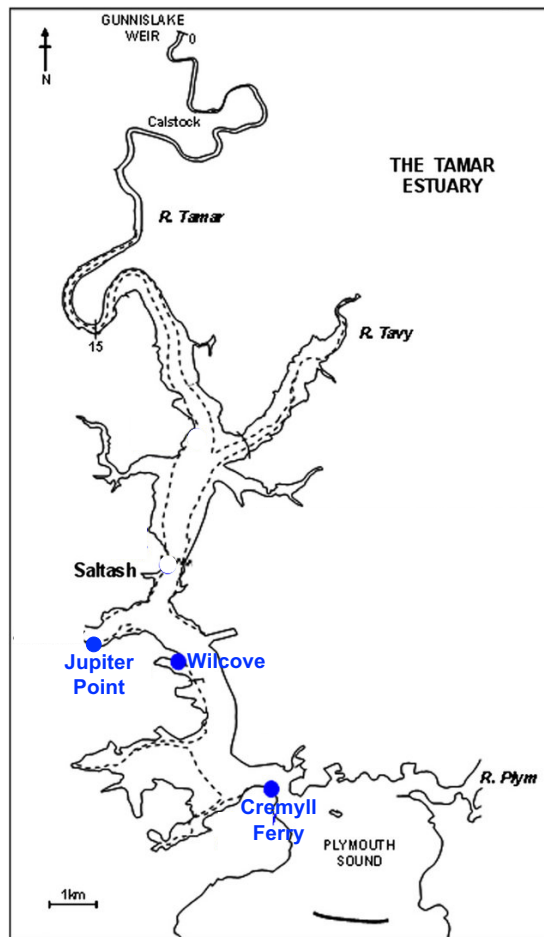 GUNNISLAKE
WEIR
0
N
Calstock
THE TAMAR
ESTUARY
R. Tamar
15
R. Tavy
Saltash
Jupiter
Point
Wilcove
R. Plym
Cremyll
Ferry
PLYMOUTH
SOUND
1km